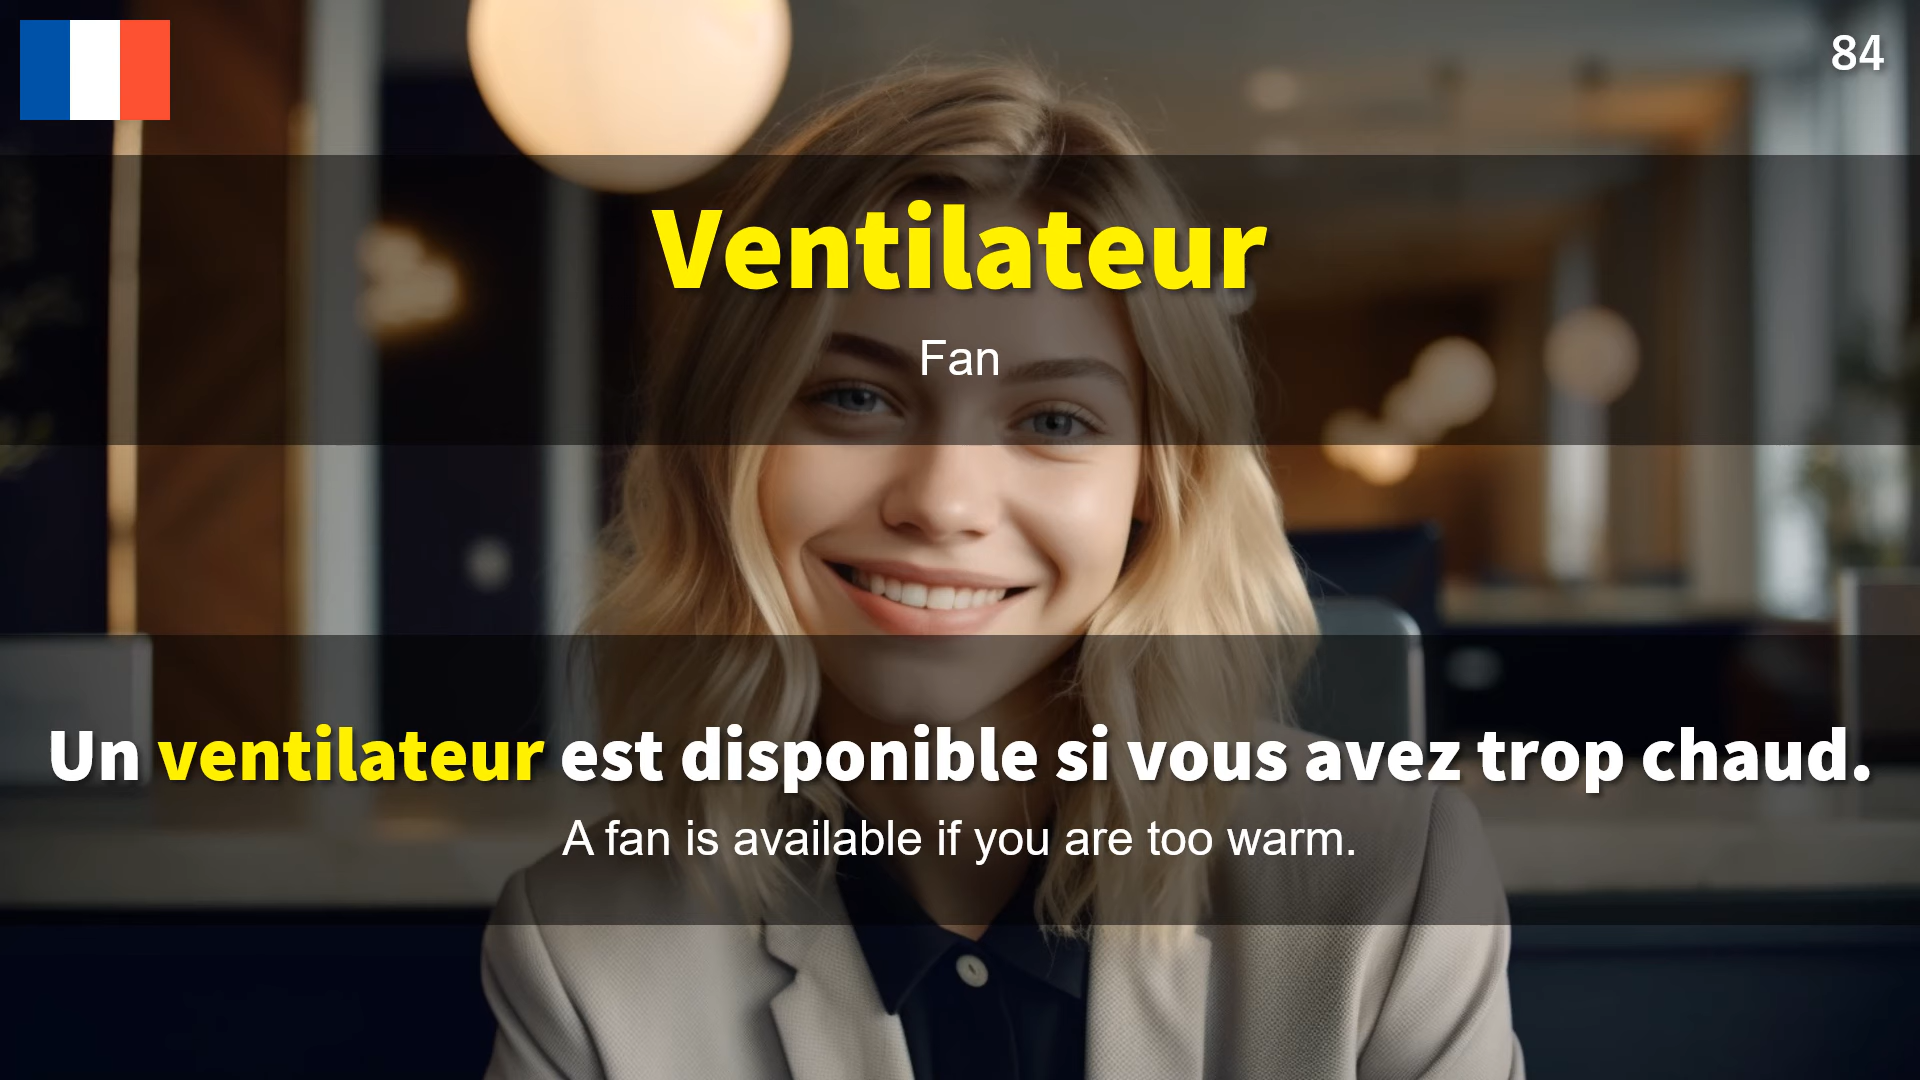 84
Ventilateur
Fan
Un ventilateur est disponible si vous avez trop chaud.
A fan is available if you are too warm.